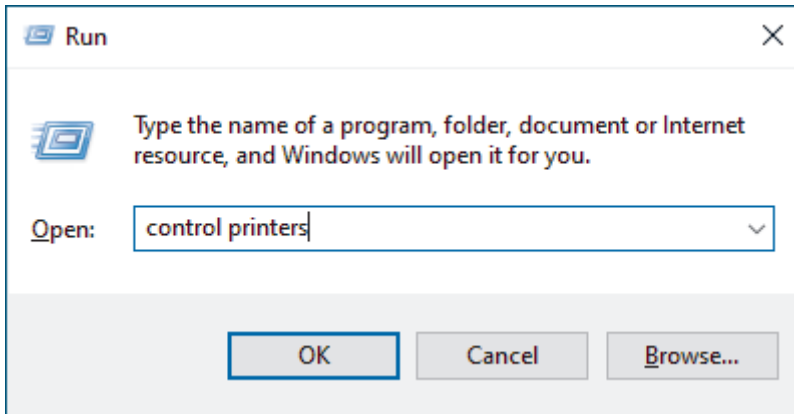 Run
Type the name of a program, folder, document or Internet
resource, and Windows will open it for you.
Open: control printers
OK Cancel Browse...